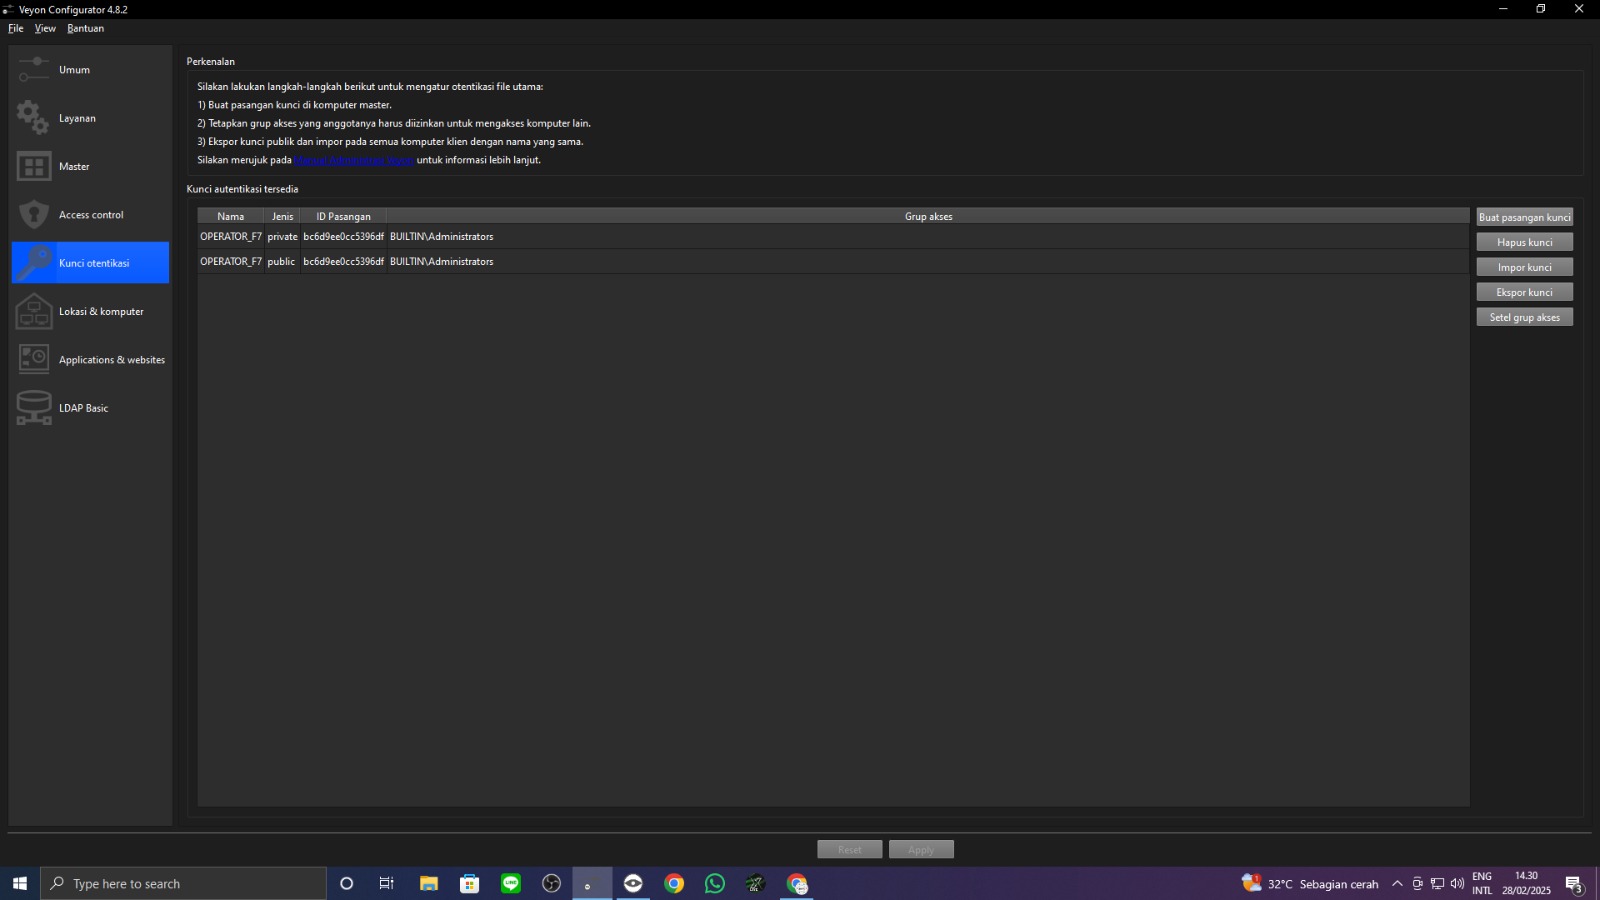 Veyon Configurator 4.8.2
File View Bantuan
Umum
Layanan
Master
Access control
Kunci otentikasi
Lokasi & komputer
Applications & websites
LDAP Basic
Perkenalan
Silakan lakukan langkah-langkah berikut untuk mengatur otentikasi file utama:
1) Buat pasangan kunci di komputer master.
2) Tetapkan grup akses yang anggotanya harus diizinkan untuk mengakses komputer lain.
3) Ekspor kunci publik dan impor pada semua komputer klien dengan nama yang sama.
Silakan merujuk pada Manual Administrasi Veyon untuk informasi lebih lanjut.
Kunci autentikasi tersedia
Nama Jenis ID Pasangan Grup akses
OPERATOR_F7 private bc6d9ee0cc5396df BUILTIN\Administrators
OPERATOR_F7 public bc6d9ee0cc5396df BUILTIN\Administrators
Buat pasangan kunci
Hapus kunci
Impor kunci
Ekspor kunci
Setel grup akses
Reset Apply
Type here to search
32°C Sebagian cerah
ENG
INTL
14.30
28/02/2025
3